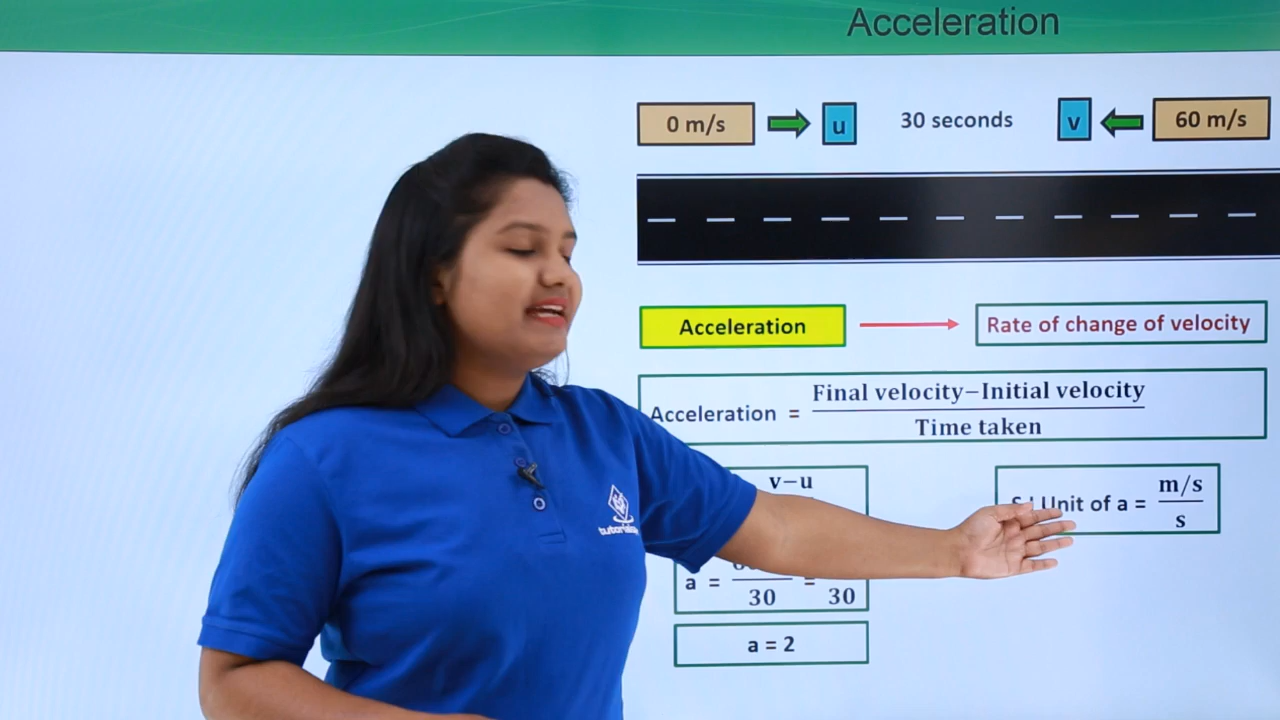 Acceleration
0 m/s u 30 seconds v 60 m/s
Acceleration Rate of change of velocity
Acceleration = Final velocity−Initial velocity
Time taken
v−u
Unit of a = m/s
s
a = =
30 30
a = 2